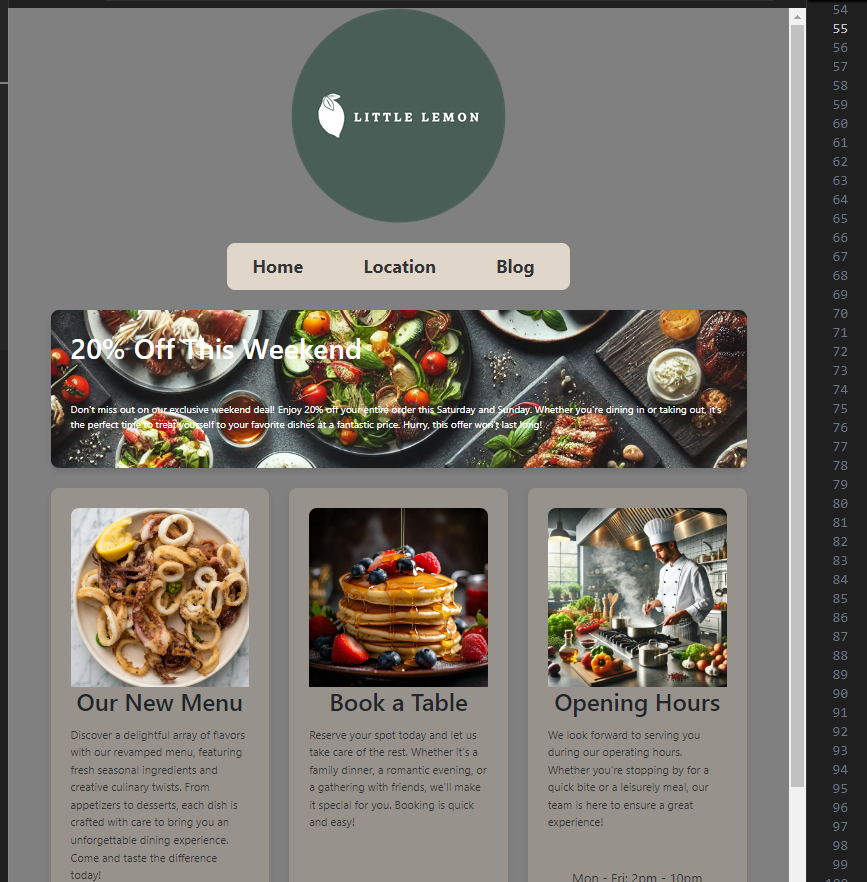 LITTLE LEMON
Home Location Blog
20% Off This Weekend
Don't miss out on our exclusive weekend deal! Enjoy 20% off your entire order this Saturday and Sunday. Whether you're dining in or taking out, it's
the perfect time to treat yourself to your favorite dishes at a fantastic price. Hurry, this offer won't last long!
Our New Menu
Discover a delightful array of flavors
with our revamped menu, featuring
fresh seasonal ingredients and
creative culinary twists. From
appetizers to desserts, each dish is
crafted with care to bring you an
unforgettable dining experience.
Come and taste the difference
today!
Book a Table
Reserve your spot today and let us
take care of the rest. Whether it's a
family dinner, a romantic evening, or
a gathering with friends, we'll make
it special for you. Booking is quick
and easy!
Opening Hours
We look forward to serving you
during our operating hours.
Whether you're stopping by for a
quick bite or a leisurely meal, our
team is here to ensure a great
experience!
Mon - Fri: 2pm - 10pm
54
55
56
57
58
59
60
61
62
63
64
65
66
67
68
69
70
71
72
73
74
75
76
77
78
79
80
81
82
83
84
85
86
87
88
89
90
91
92
93
94
95
96
97
98
99
100